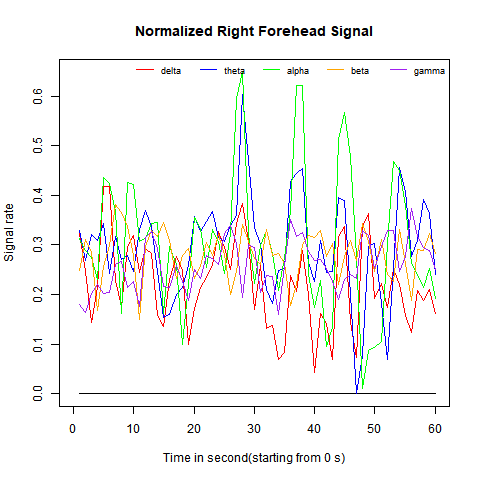 Normalized Right Forehead Signal
delta theta alpha beta gamma
0.6
0.5
0.4
0.3
0.2
0.1
0.0
Signal rate
0 10 20 30 40 50 60
Time in second(starting from 0 s)